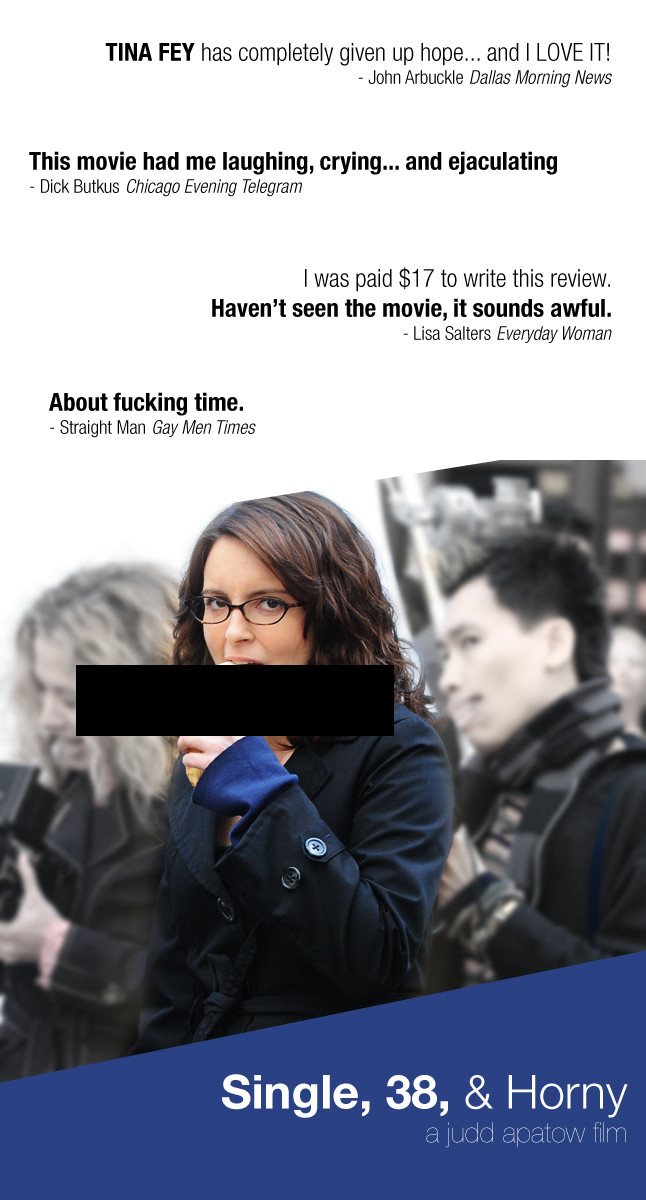 TINA FEY has completely given up hope... and I LOVE IT!
- John Arbuckle Dallas Morning News
This movie had me laughing, crying... and ejaculating
- Dick Butkus Chicago Evening Telegram
I was paid $17 to write this review.
Haven't seen the movie, it sounds awful.
- Lisa Salters Everyday Woman
About fucking time.
- Straight Man Gay Men Times
Single, 38, & Horny
a judd apatow film